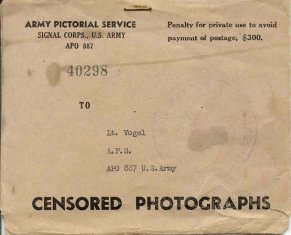 ARMY PICTORIAL SERVICE
SIGNAL CORPS., U.S. ARMY
APO 887
Penalty for private use to avoid
payment of postage, $300.
40298
TO
Lt. Vogel
A.P.S.
APO 887 U.S.Army
CENSORED PHOTOGRAPHS